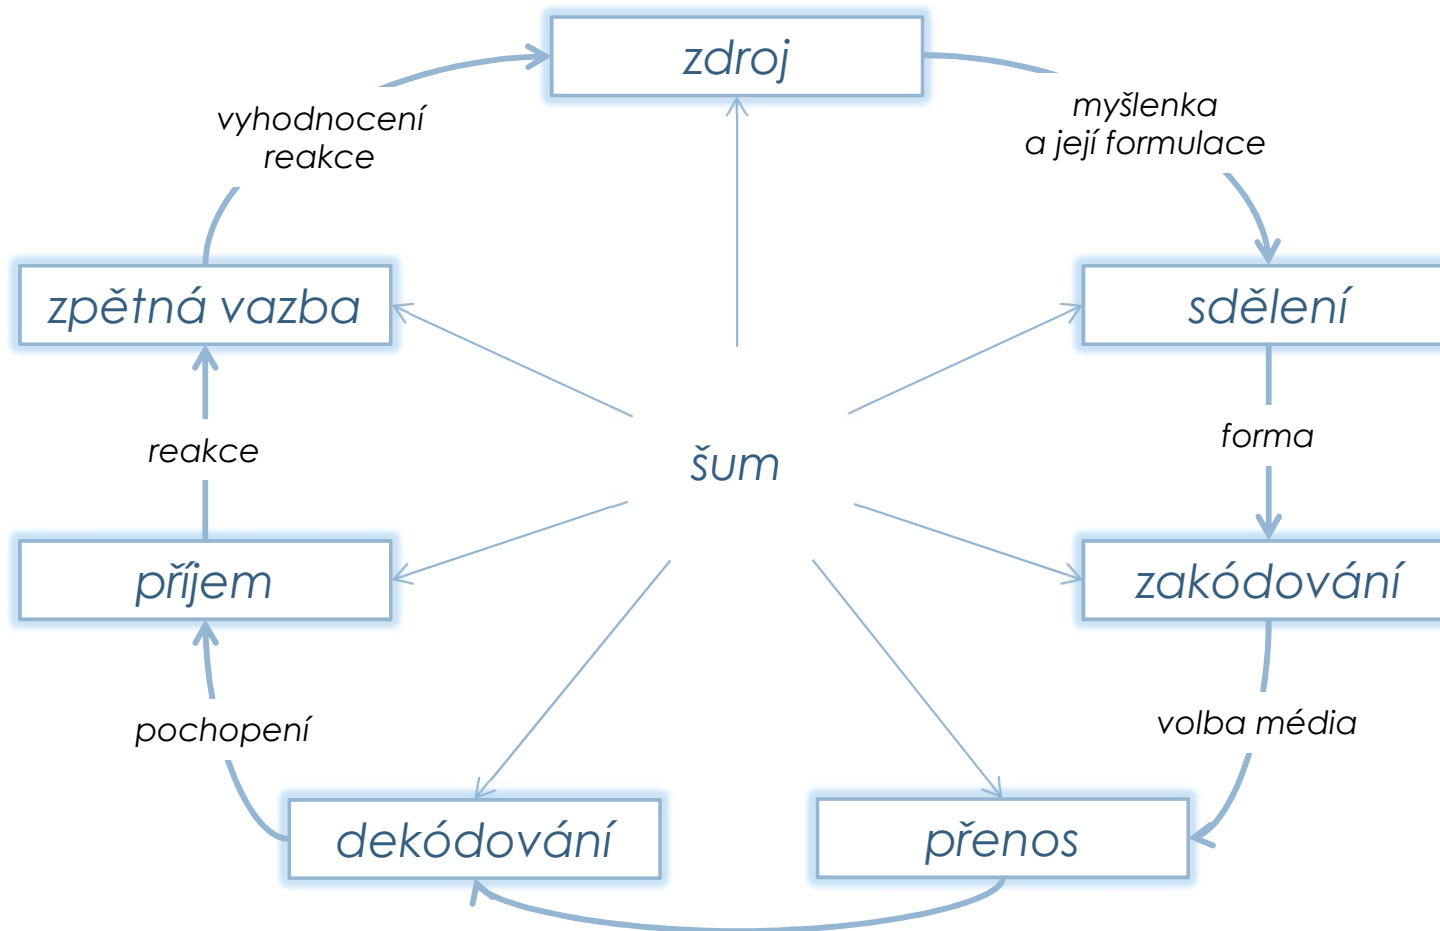 zdroj
vyhodnocení
reakce
myšlenka
a její formulace
zpětná vazba
sdělení
reakce
šum
forma
příjem
zakódování
pochopení
volba média
dekódování
přenos